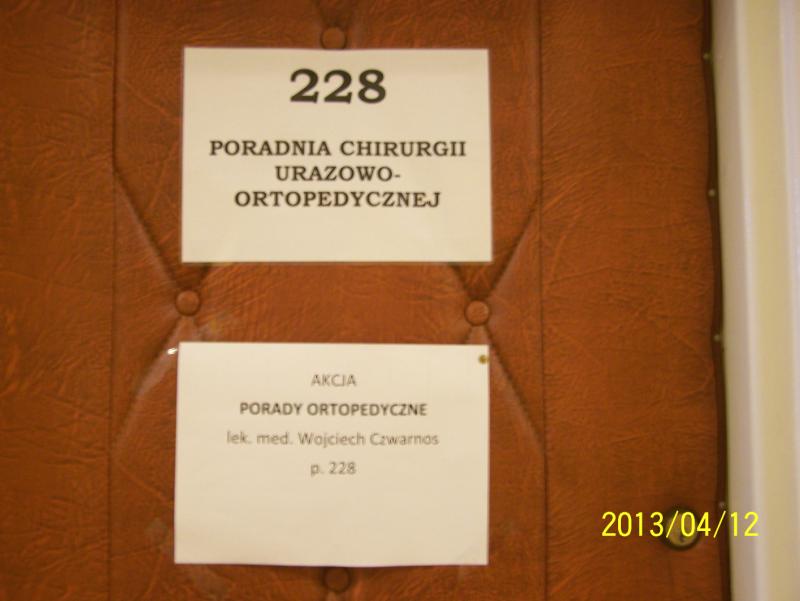 228
PORADNIA CHIRURGII
URAZOWO-
ORTOPEDYCZNEJ
AKCJA
PORADY ORTOPEDYCZNE
lek. med. Wojciech Czwarnos
p. 228
2013/04/12